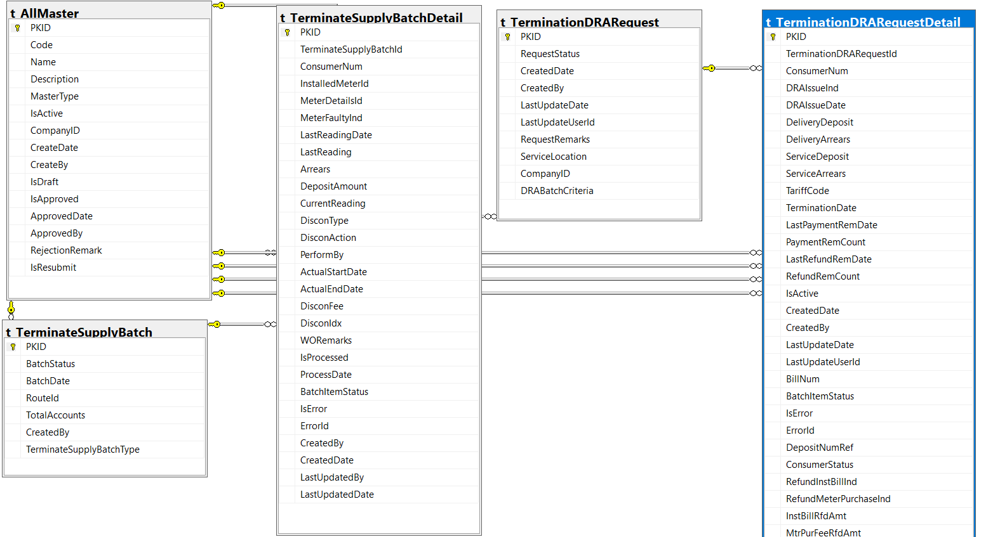 t_AllMaster
PKID
Code
Name
Description
MasterType
IsActive
CompanyID
CreateDate
CreateBy
IsDraft
IsApproved
ApprovedDate
ApprovedBy
RejectionRemark
IsResubmit
t_TerminateSupplyBatch
PKID
BatchStatus
BatchDate
RouteId
TotalAccounts
CreatedBy
TerminateSupplyBatchType
t_TerminateSupplyBatchDetail
PKID
TerminateSupplyBatchId
ConsumerNum
InstalledMeterId
MeterDetailsId
MeterFaultyInd
LastReadingDate
LastReading
Arrears
DepositAmount
CurrentReading
DisconType
DisconAction
PerformBy
ActualStartDate
ActualEndDate
DisconFee
DisconIdx
WORemarks
IsProcessed
ProcessDate
BatchItemStatus
IsError
ErrorId
CreatedBy
CreatedDate
LastUpdatedBy
LastUpdatedDate
t_TerminationDRARequest
PKID
RequestStatus
CreatedDate
CreatedBy
LastUpdateDate
LastUpdateUserId
RequestRemarks
ServiceLocation
CompanyID
DRABatchCriteria
t_TerminationDRARequestDetail
PKID
TerminationDRARequestId
ConsumerNum
DRAIssueInd
DRAIssueDate
DeliveryDeposit
DeliveryArrears
ServiceDeposit
ServiceArrears
TariffCode
TerminationDate
LastPaymentRemDate
PaymentRemCount
LastRefundRemDate
RefundRemCount
IsActive
CreatedDate
CreatedBy
LastUpdateDate
LastUpdateUserId
BillNum
BatchItemStatus
IsError
ErrorId
DepositNumRef
ConsumerStatus
RefundInstBillInd
RefundMeterPurchaseInd
InstBillRfdAmt
MtrPurFeeRfdAmt